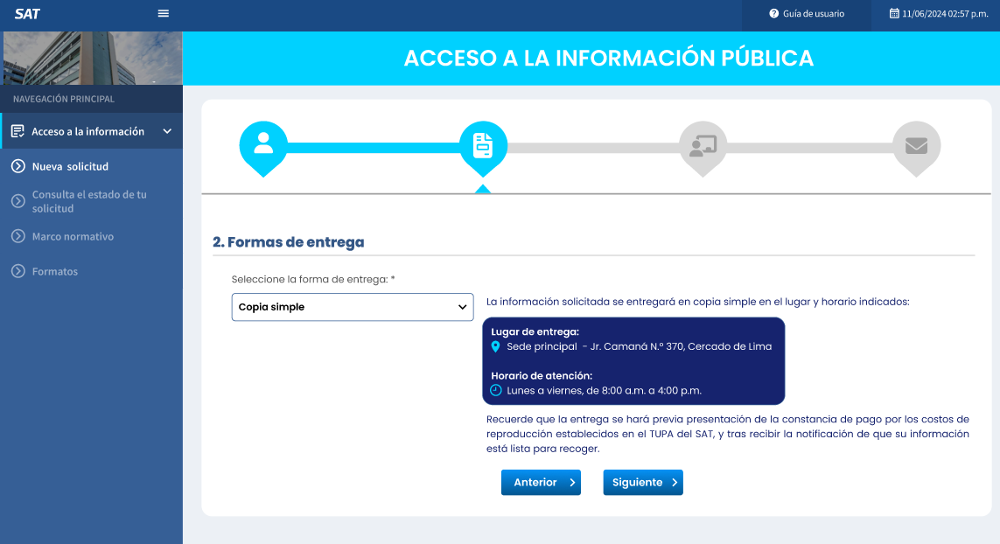 SAT
Guía de usuario
11/06/2024 02:57 p.m.
ACCESO A LA INFORMACIÓN PÚBLICA
NAVEGACIÓN PRINCIPAL
Acceso a la información
Nueva solicitud
Consulta el estado de tu
solicitud
Marco normativo
Formatos
2. Formas de entrega
Seleccione la forma de entrega: *
Copia simple
La información solicitada se entregará en copia simple en el lugar y horario indicados:
Lugar de entrega:
Sede principal - Jr. Camaná N.° 370, Cercado de Lima
Horario de atención:
Lunes a viernes, de 8:00 a.m. a 4:00 p.m.
Recuerde que la entrega se hará previa presentación de la constancia de pago por los costos de
reproducción establecidos en el TUPA del SAT, y tras recibir la notificación de que su información
está lista para recoger.
Anterior
Siguiente